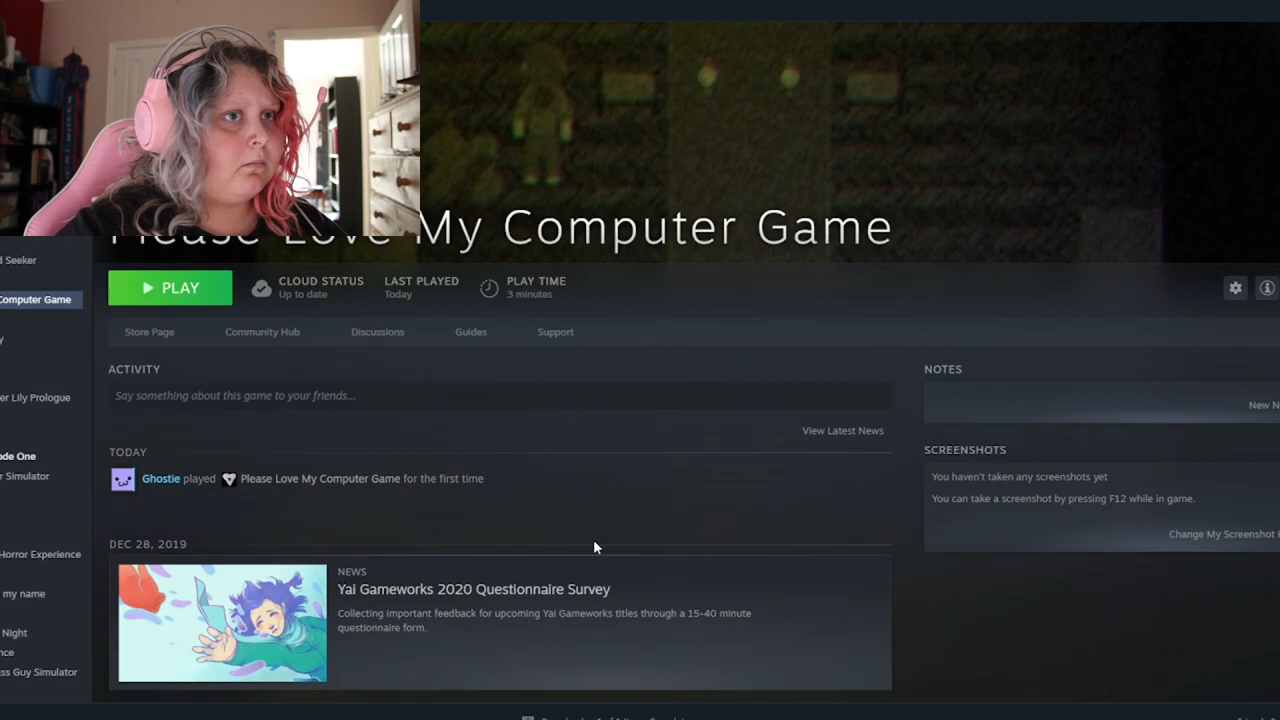 Please Love My Computer Game
d Seeker
Computer Game
y
er Lily Prologue
ode One
r Simulator
Horror Experience
my name
Night
nce
ss Guy Simulator
PLAY
CLOUD STATUS
Up to date
LAST PLAYED
Today
PLAY TIME
3 minutes
Store Page
Community Hub
Discussions
Guides
Support
ACTIVITY
Say something about this game to your friends...
View Latest News
TODAY
Ghostie played Please Love My Computer Game for the first time
DEC 28, 2019
NEWS
Yai Gameworks 2020 Questionnaire Survey
Collecting important feedback for upcoming Yai Gameworks titles through a 15-40 minute
questionnaire form.
NOTES
New N
SCREENSHOTS
You haven't taken any screenshots yet
You can take a screenshot by pressing F12 while in game.
Change My Screenshot